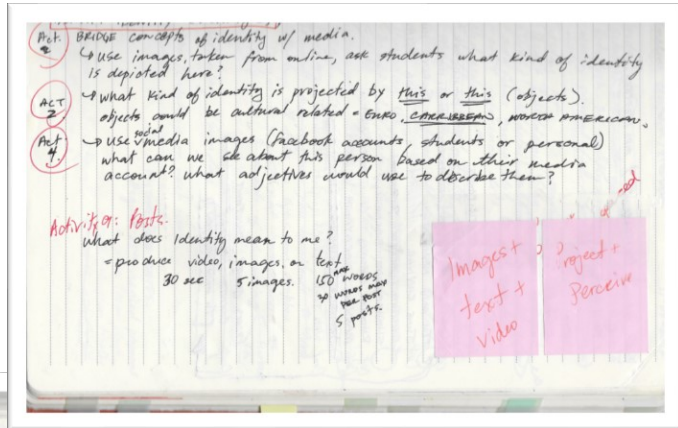 Act. BRIDGE concepts of identity w/ media.
↳ use images, taken from online, ask students what kind of identity
is depicted here?
ACT 2. ↳ what kind of identity is projected by this or this (objects).
objects could be cultural related = EURO, CARRIBBEAN, NORTH AMERICAN.
Act 4. ↳ use social media images (facebook accounts, students or personal)
what can we about this person based on their media
account? what adjectives would use to describe them?
Activity: Posts.
What does Identity mean to me?
= produce video, images, or text
30 sec 5 images. 150 max words
30 words max
per post
5 posts.
Images +
text +
video
Project +
Perceive